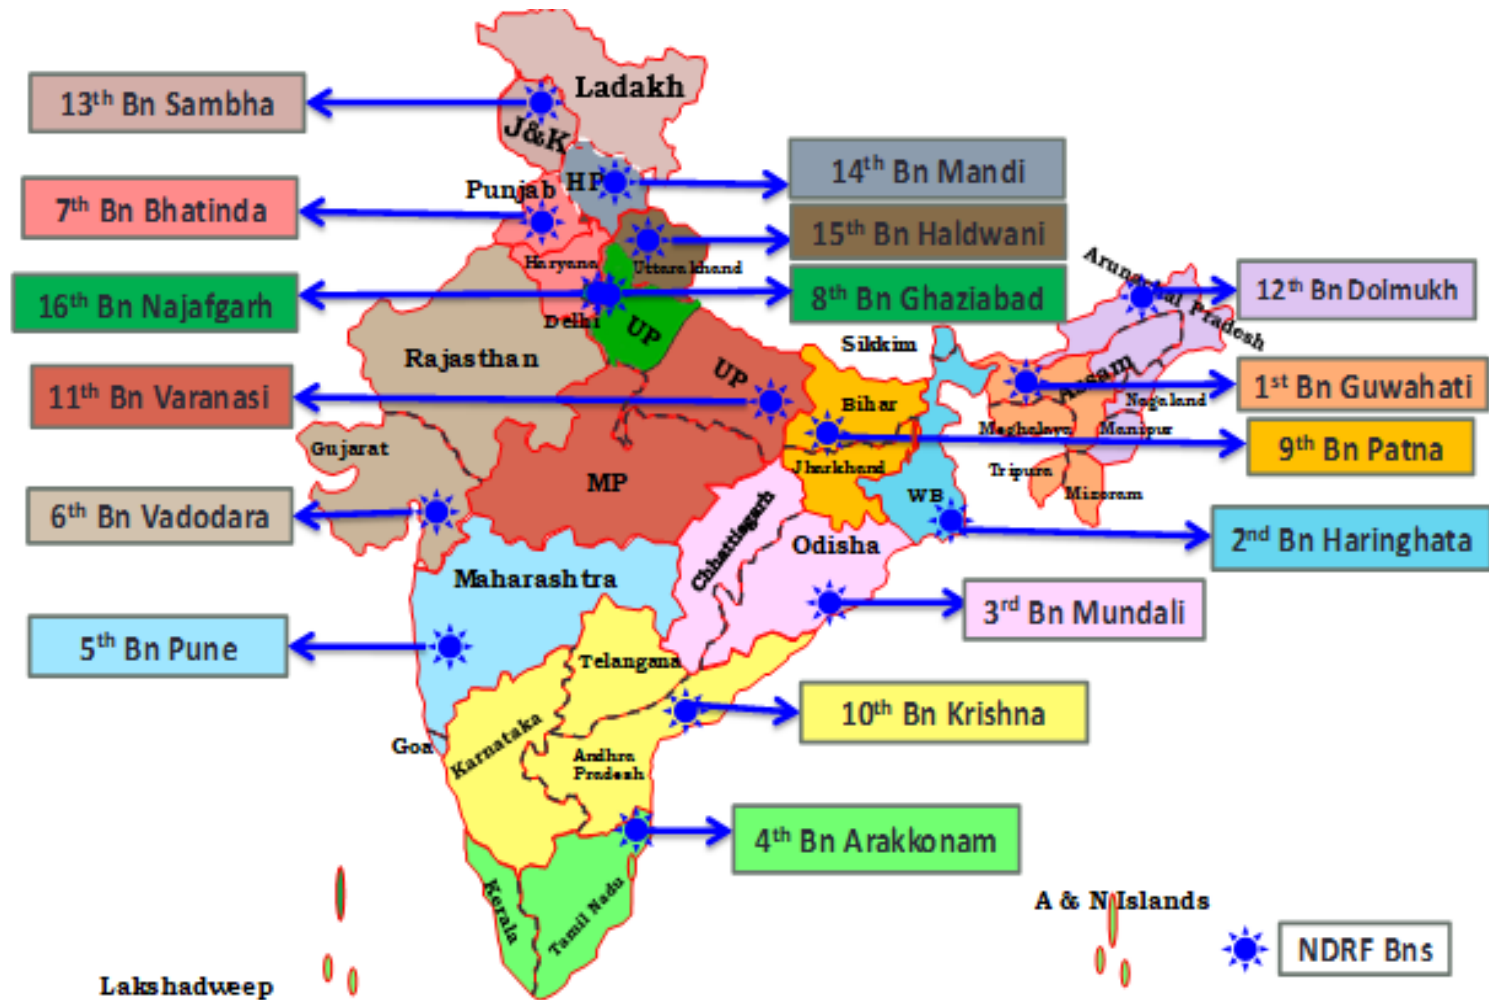 Ladakh
13th Bn Sambha
J&K
14th Bn Mandi
HP
Punjab
7th Bn Bhatinda
15th Bn Haldwani
Haryana
Uttarakhand
Arunachal Pradesh
12th Bn Dolmukh
16th Bn Najafgarh
8th Bn Ghaziabad
Delhi
UP
Sikkim
Rajasthan
UP
Assam
11th Bn Varanasi
1st Bn Guwahati
Bihar
Nagaland
Meghalaya
Manipur
Gujarat
9th Bn Patna
Jharkhand
Tripura
MP
WB
Mizoram
6th Bn Vadodara
Chhattisgarh
Odisha
2nd Bn Haringhata
Maharashtra
3rd Bn Mundali
5th Bn Pune
Telangana
10th Bn Krishna
Karnataka
Goa
Andhra
Pradesh
4th Bn Arakkonam
Kerala
Tamil Nadu
A & N Islands
NDRF Bns
Lakshadweep